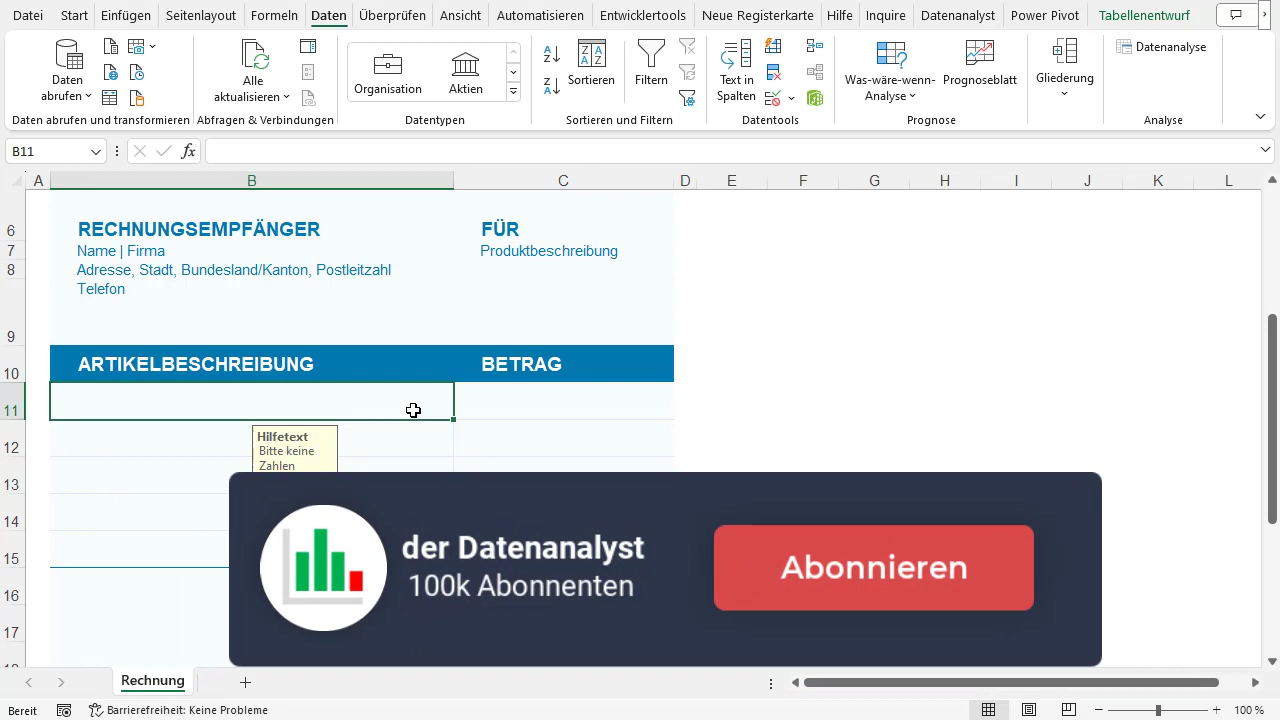 Datei Start Einfügen Seitenlayout Formeln Daten Überprüfen Ansicht Automatisieren Entwicklertools Neue Registerkarte Hilfe Inquire Datenanalyst Power Pivot Tabellenentwurf
Daten abrufen
Alle aktualisieren
Organisation
Aktien
Sortieren
Filtern
Text in Spalten
Was-wäre-wenn-Analyse
Prognoseblatt
Gliederung
Datenanalyse
Daten abrufen und transformieren Abfragen & Verbindungen Datentypen Sortieren und Filtern Datentools Prognose Analyse
B11 fx
A B C D E F G H I J K L
6 RECHNUNGSEMPFÄNGER FÜR
7 Name | Firma Produktbeschreibung
8 Adresse, Stadt, Bundesland/Kanton, Postleitzahl
Telefon
9
10 ARTIKELBESCHREIBUNG BETRAG
11
12
Hilfetext
Bitte keine
Zahlen
13
14
15
16
17
der Datenanalyst
100k Abonnenten
Abonnieren
Rechnung
Bereit Barrierefreiheit: Keine Probleme 100 %